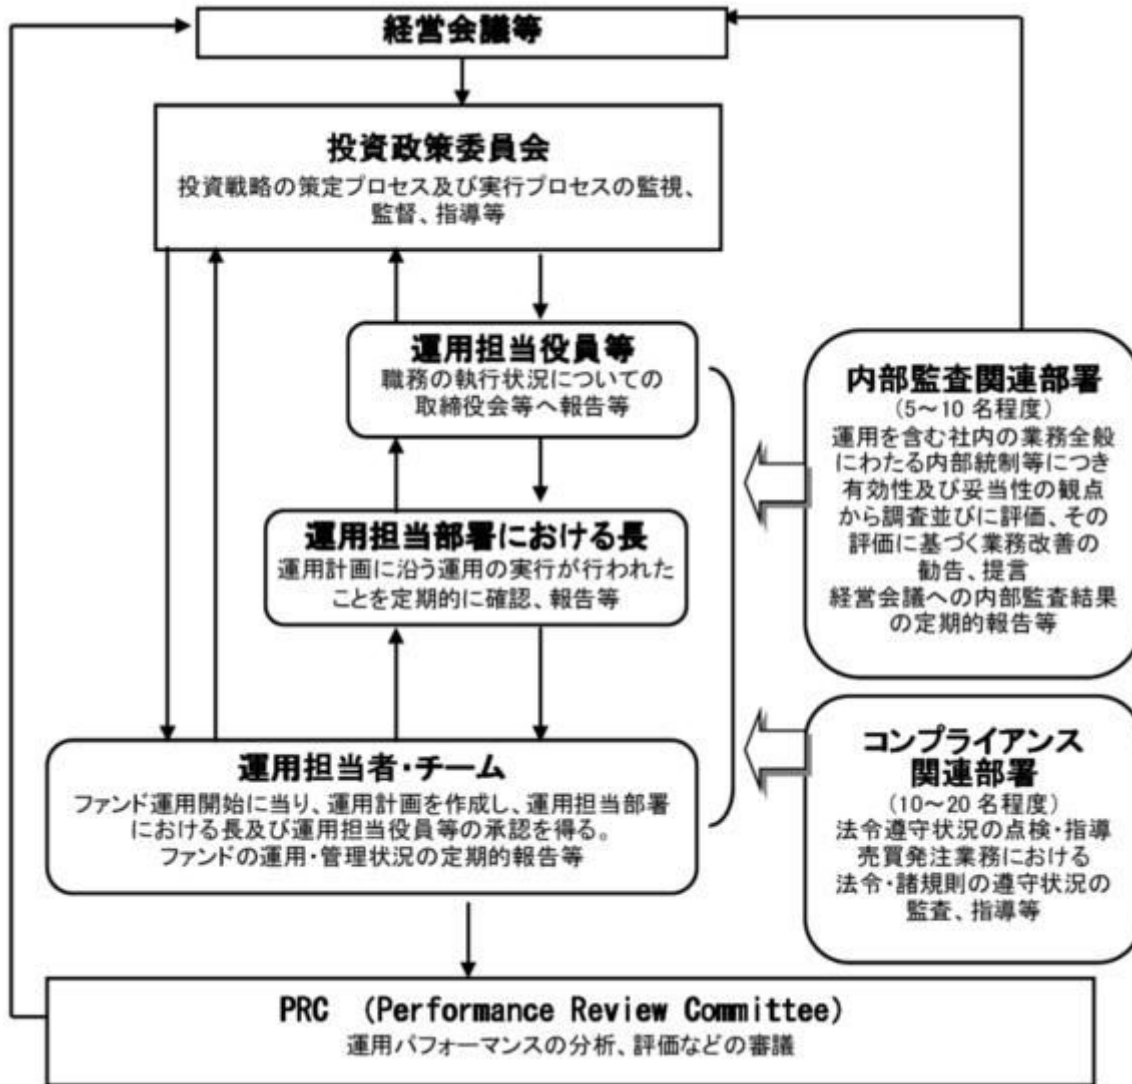 経営会議等
投資政策委員会
投資戦略の策定プロセス及び実行プロセスの監視、
監督、指導等
運用担当役員等
職務の執行状況についての
取締役会等へ報告等
運用担当部署における長
運用計画に沿う運用の実行が行われた
ことを定期的に確認、報告等
運用担当者・チーム
ファンド運用開始に当り、運用計画を作成し、運用担当部署
における長及び運用担当役員等の承認を得る。
ファンドの運用・管理状況の定期的報告等
内部監査関連部署
(5～10 名程度)
運用を含む社内の業務全般
にわたる内部統制等につき
有効性及び妥当性の観点
から調査並びに評価、その
評価に基づく業務改善の
勧告、提言
経営会議への内部監査結果
の定期的報告等
コンプライアンス
関連部署
(10～20 名程度)
法令遵守状況の点検・指導
売買発注業務における
法令・諸規則の遵守状況の
監査、指導等
PRC (Performance Review Committee)
運用パフォーマンスの分析、評価などの審議